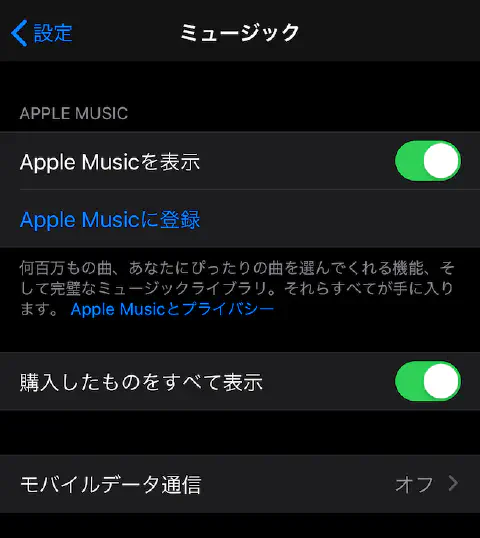 設定
ミュージック
APPLE MUSIC
Apple Musicを表示
Apple Musicに登録
何百万もの曲、あなたにぴったりの曲を選んでくれる機能、そ
して完璧なミュージックライブラリ。それらすべてが手に入り
ます。 Apple Musicとプライバシー
購入したものをすべて表示
モバイルデータ通信 オフ